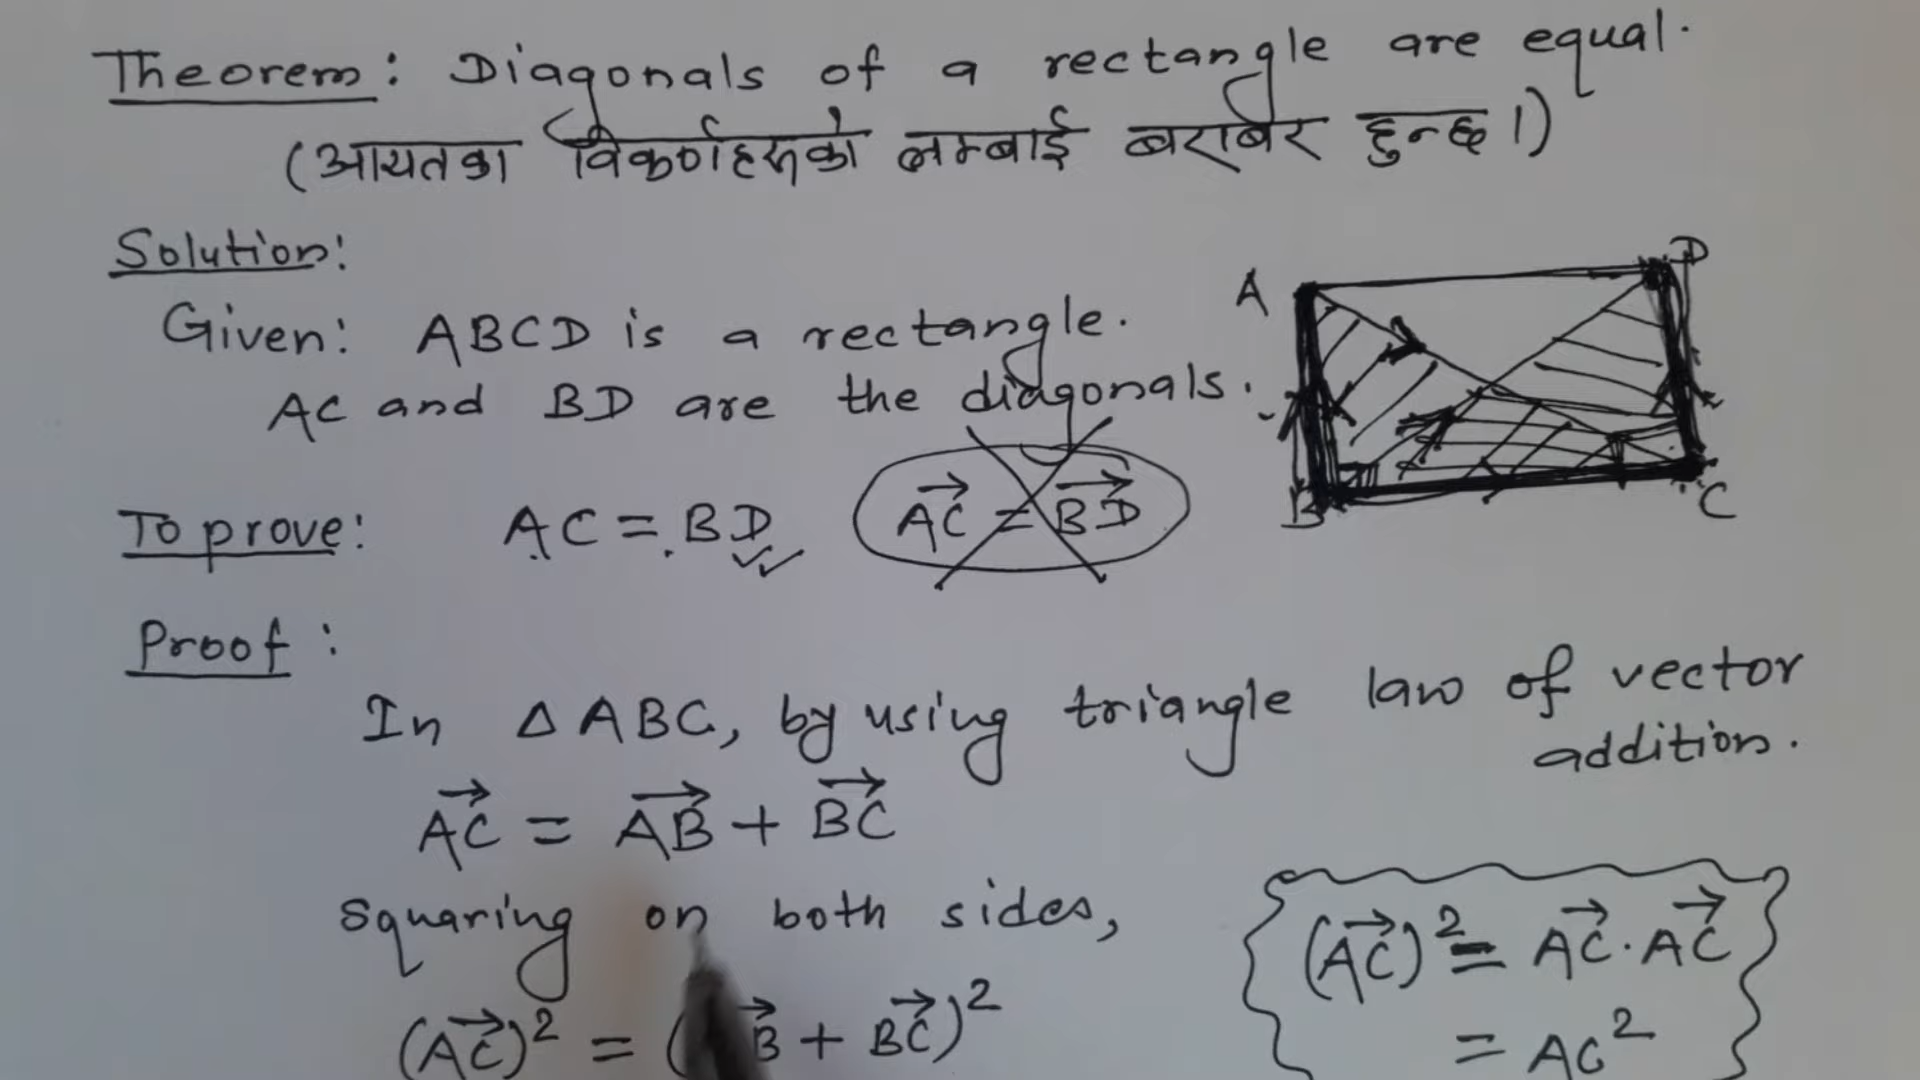 Theorem: Diagonals of a rectangle are equal.
(आयतका विकर्णहरूको लम्बाई बराबर हुन्छ ।)
Solution:
Given: ABCD is a rectangle.
AC and BD are the diagonals.
A
D
B
C
To prove: AC = BD
AC = BD
Proof:
In △ ABC, by using triangle law of vector
addition.
AC = AB + BC
Squaring on both sides,
(AC)² = ( B + BC)²
(AC)² = AC . AC
= AC²